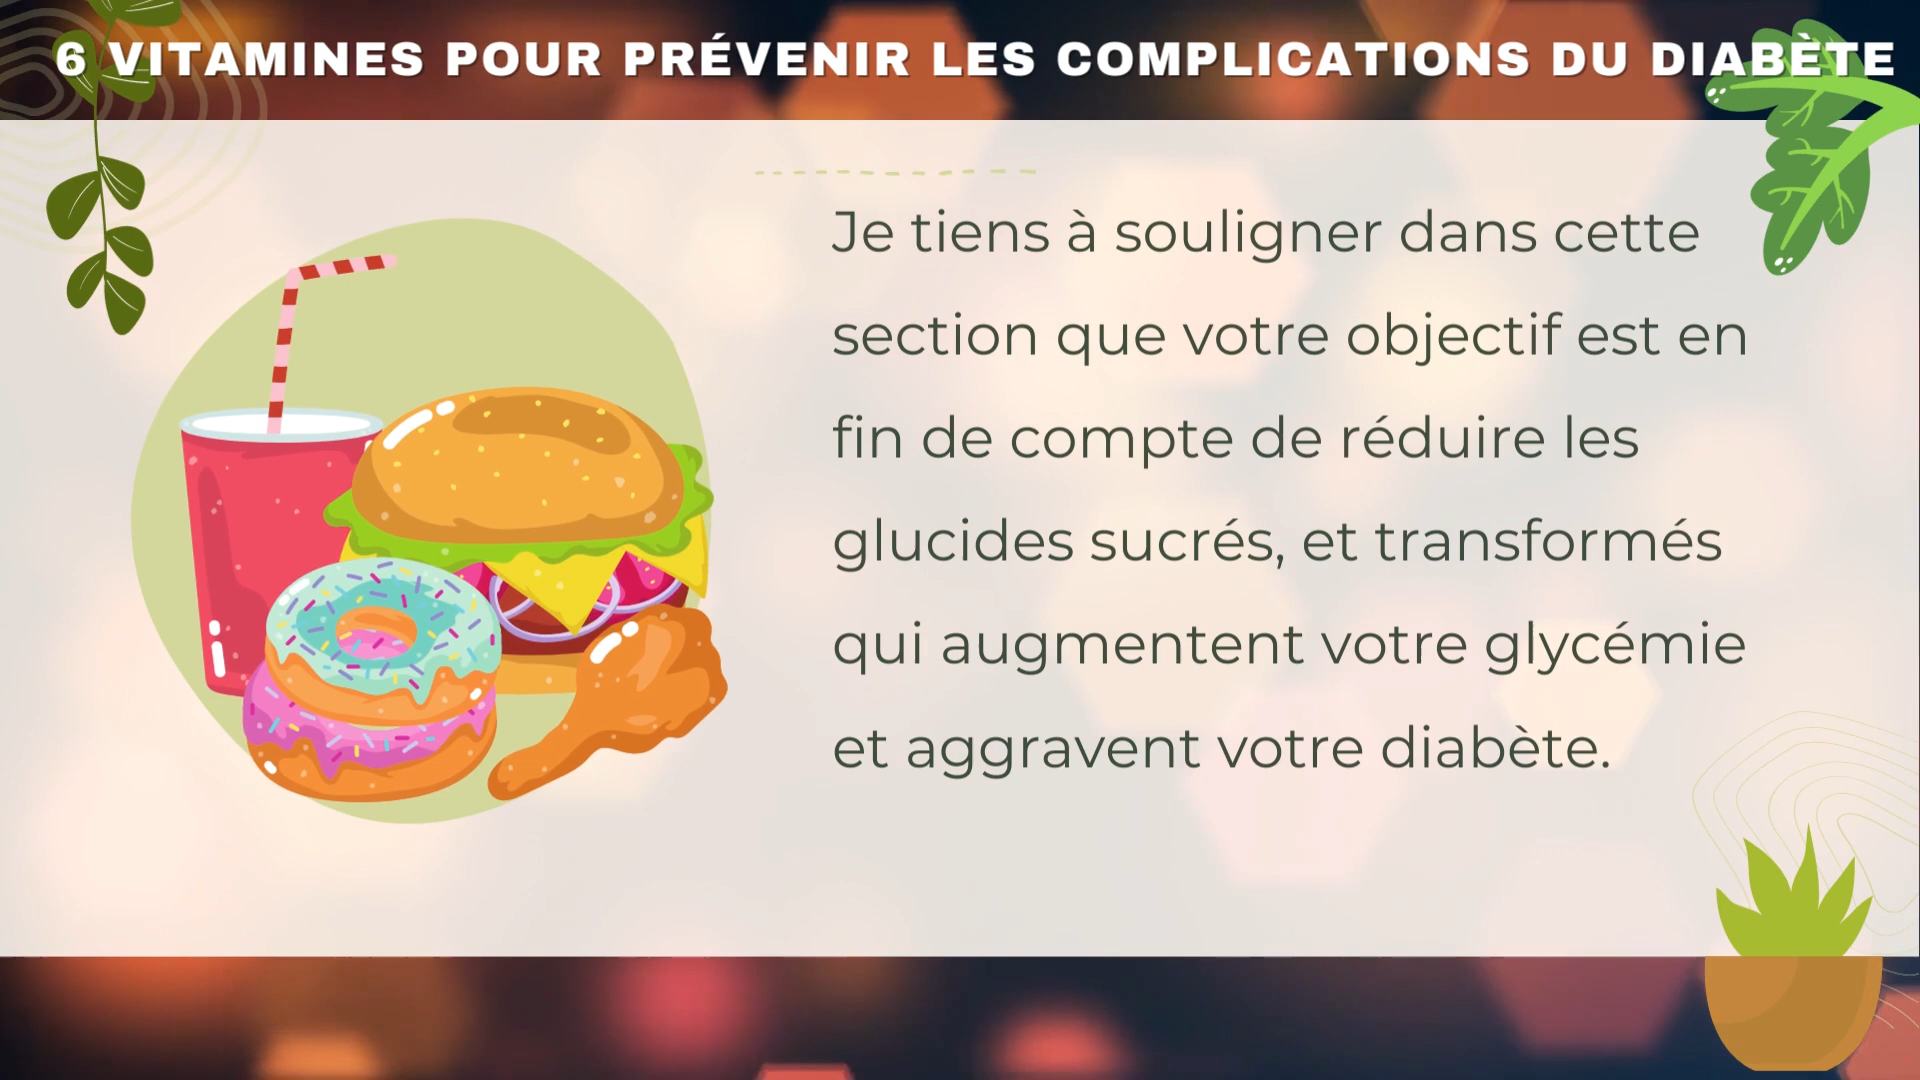 6 VITAMINES POUR PRÉVENIR LES COMPLICATIONS DU DIABÈTE
Je tiens à souligner dans cette
section que votre objectif est en
fin de compte de réduire les
glucides sucrés, et transformés
qui augmentent votre glycémie
et aggravent votre diabète.